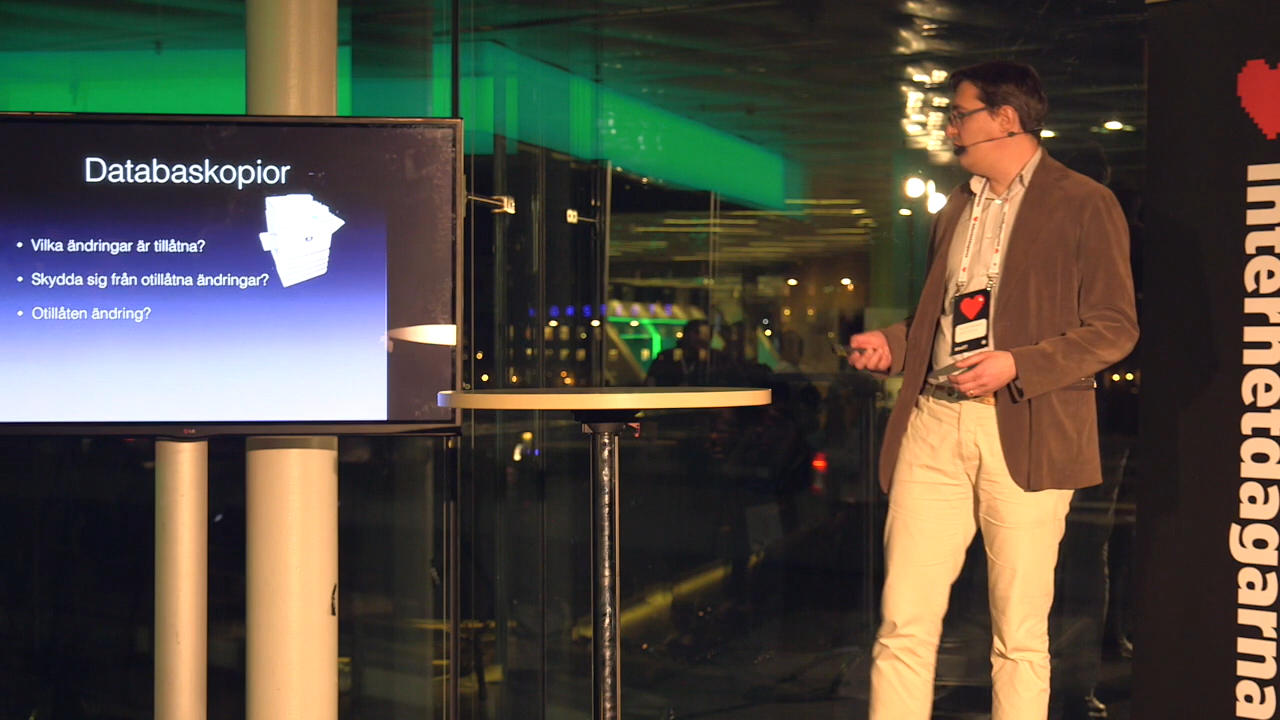 Databaskopior
• Vilka ändringar är tillåtna?
• Skydda sig från otillåtna ändringar?
• Otillåten ändring?
Internetdagarna